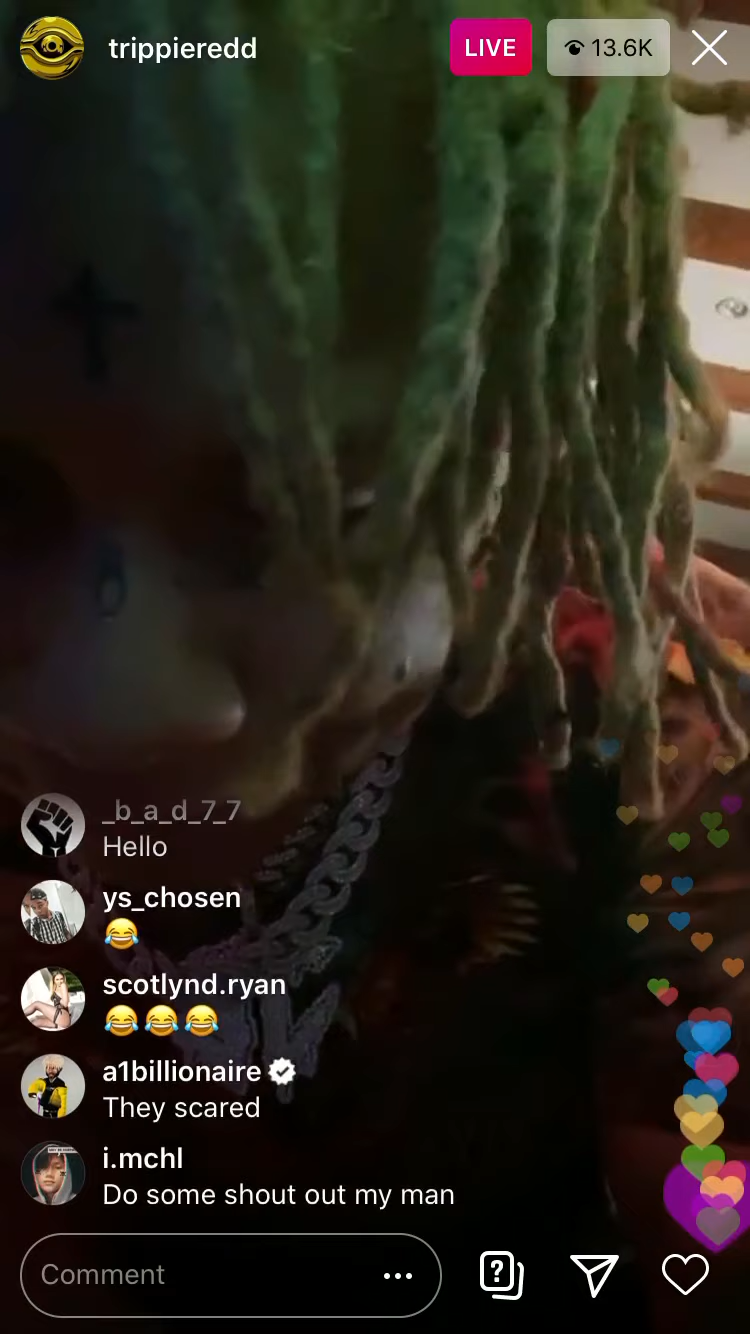 trippieredd
LIVE
13.6K
_b_a_d_7_7
Hello
ys_chosen
😂
scotlynd.ryan
😂😂😂
a1billionaire
They scared
i.mchl
Do some shout out my man
Comment